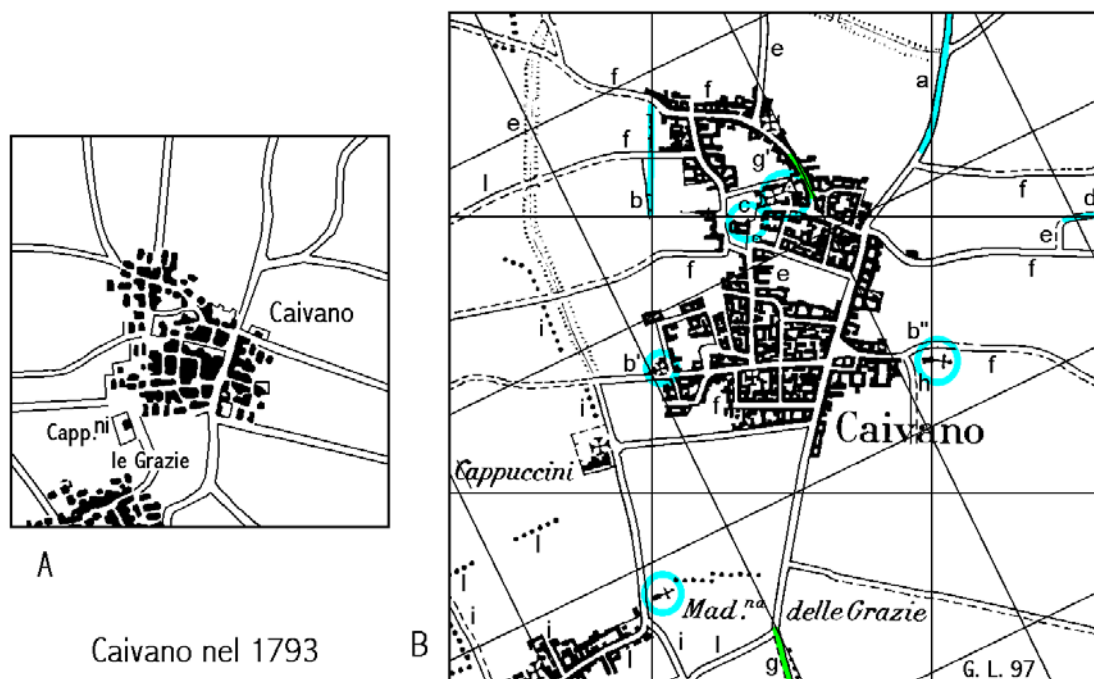 Caivano
Capp.ni
le Grazie
A
Caivano nel 1793
B
e
a
f
f
e
f
l
g'
f
b
c
d
e
f
f
e
i
b'
b"
f
h
f
i
Caivano
Cappuccini
l
i
l
i
Mad.na delle Grazie
i
i
l
l
g
G. L. 97